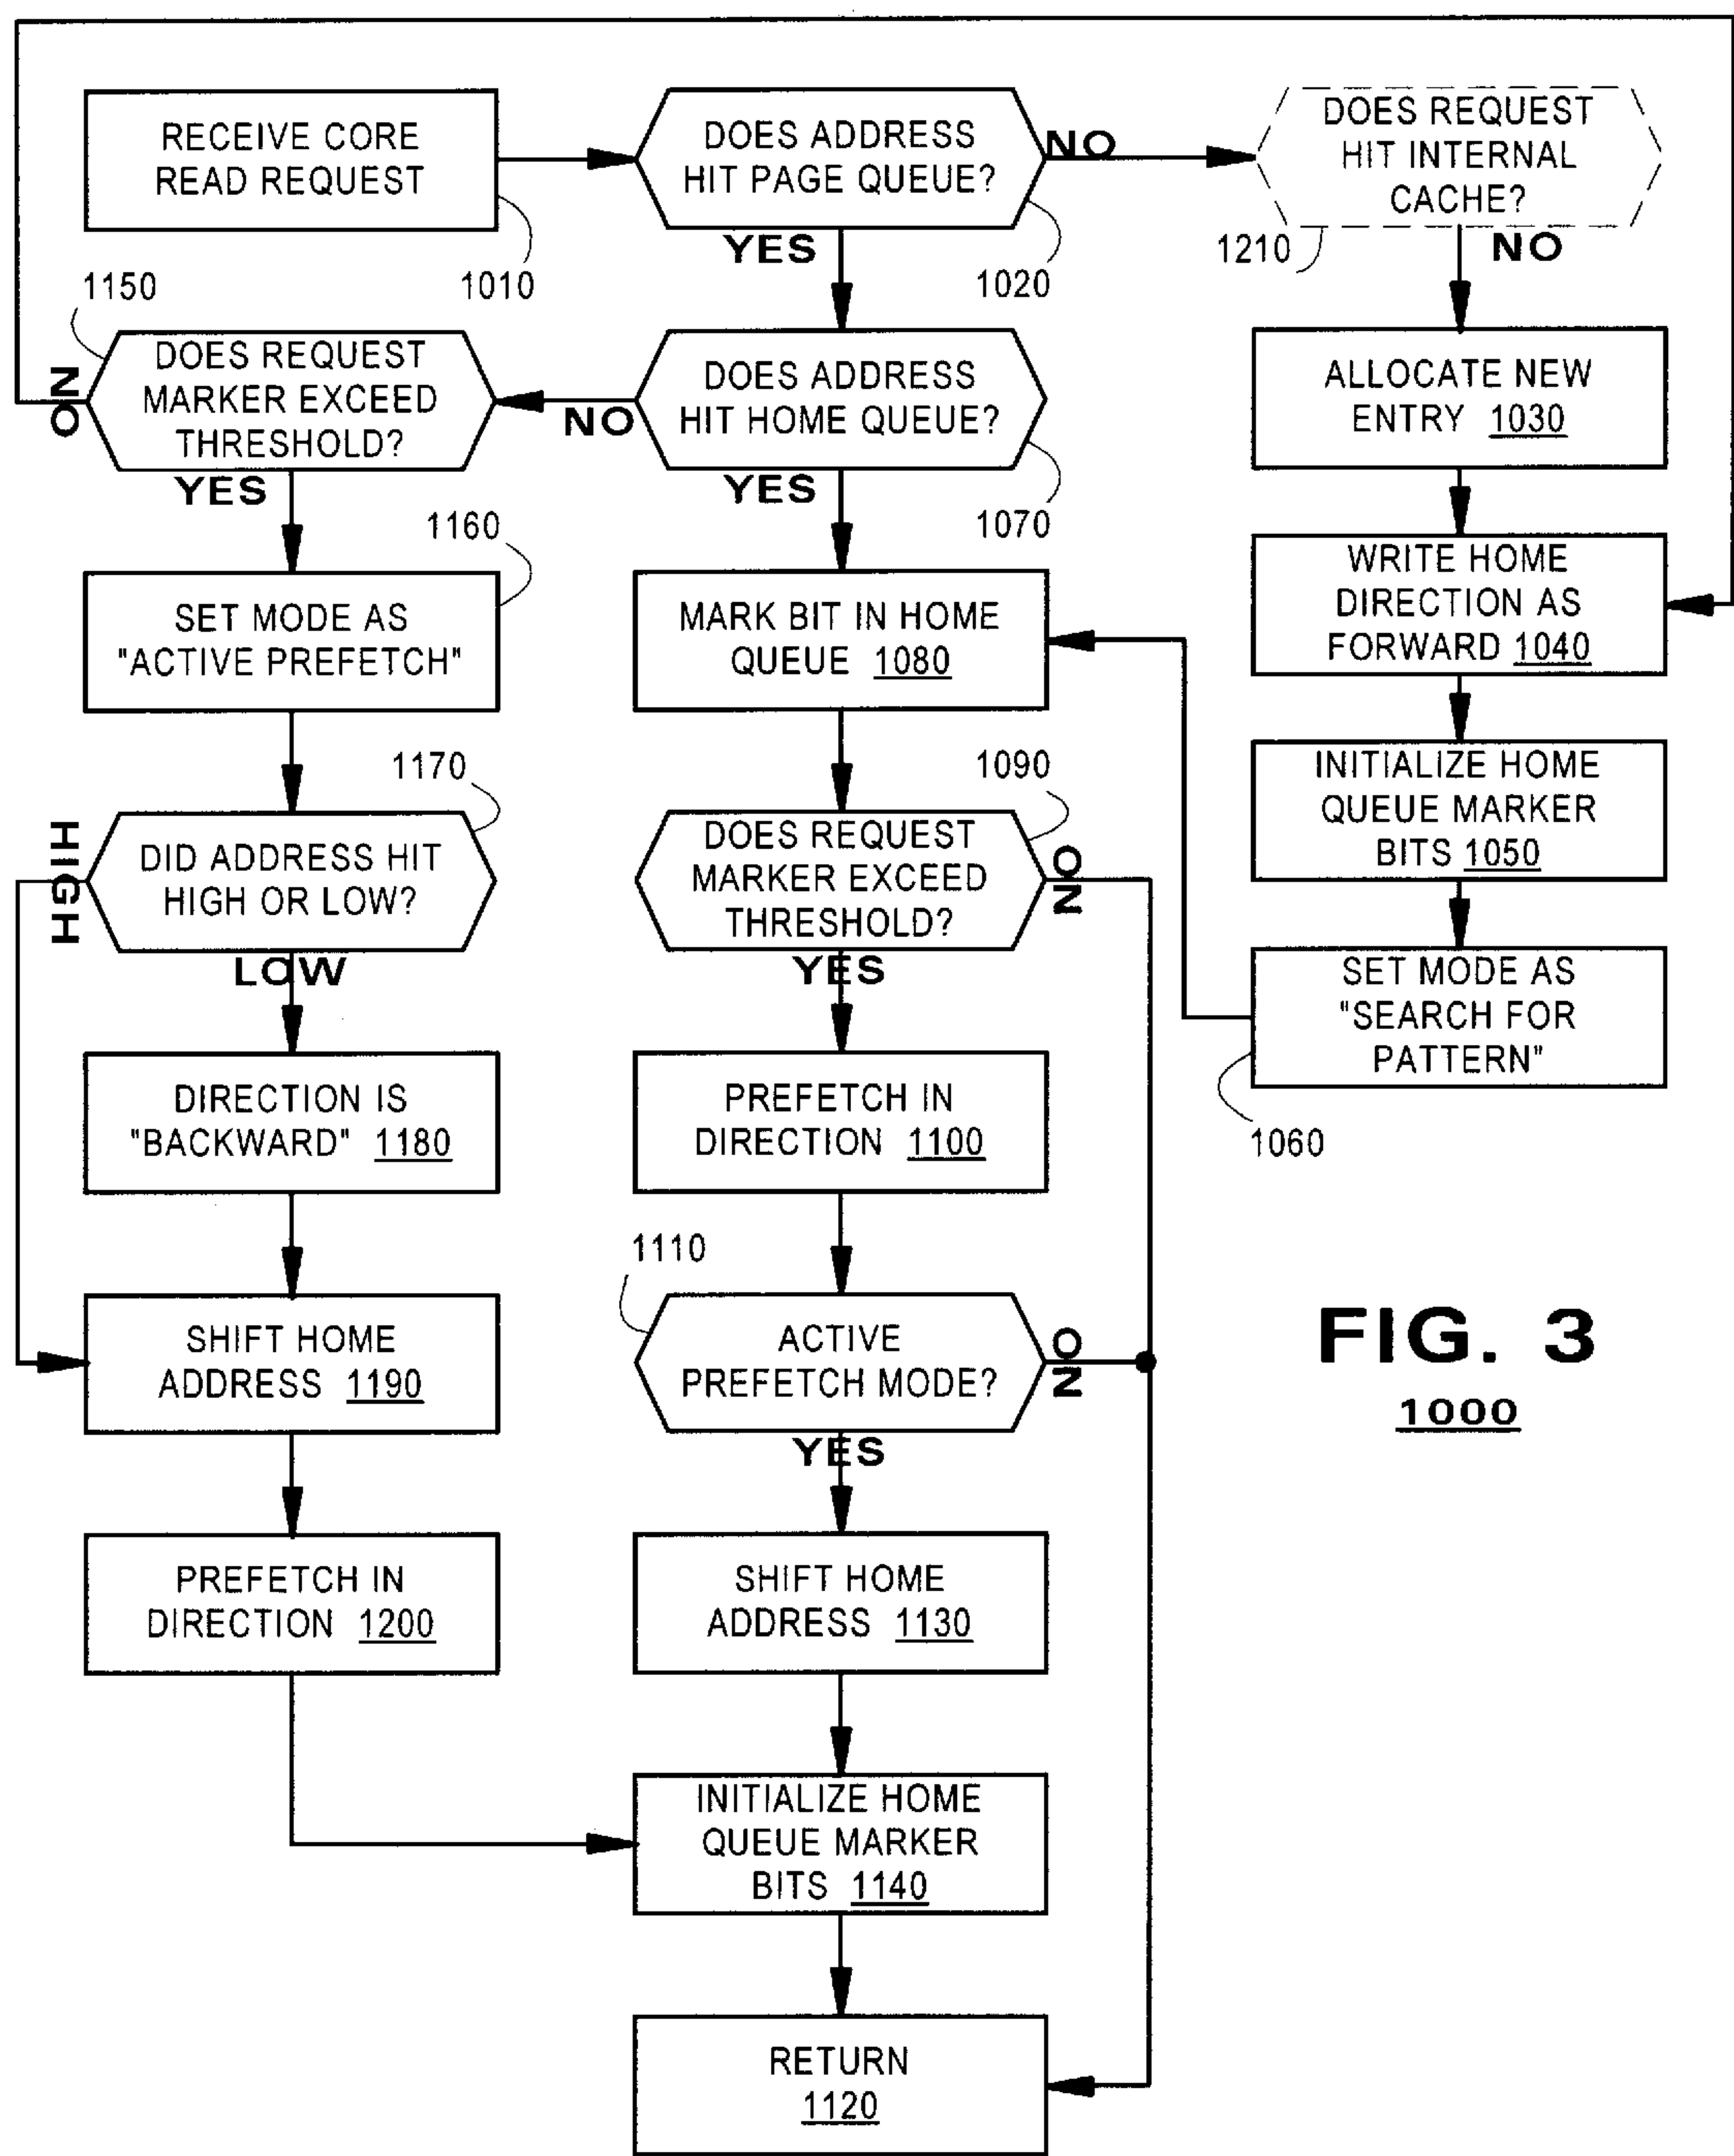 RECEIVE CORE
READ REQUEST
1010
DOES ADDRESS
HIT PAGE QUEUE?
1020
NO
YES
DOES REQUEST
HIT INTERNAL
CACHE?
1210
NO
1150
DOES REQUEST
MARKER EXCEED
THRESHOLD?
NO
YES
DOES ADDRESS
HIT HOME QUEUE?
NO
YES
1070
ALLOCATE NEW
ENTRY 1030
1160
SET MODE AS
"ACTIVE PREFETCH"
MARK BIT IN HOME
QUEUE 1080
WRITE HOME
DIRECTION AS
FORWARD 1040
1170
DID ADDRESS HIT
HIGH OR LOW?
HIGH
LOW
1090
DOES REQUEST
MARKER EXCEED
THRESHOLD?
NO
YES
INITIALIZE HOME
QUEUE MARKER
BITS 1050
SET MODE AS
"SEARCH FOR
PATTERN"
1060
DIRECTION IS
"BACKWARD" 1180
PREFETCH IN
DIRECTION 1100
1110
SHIFT HOME
ADDRESS 1190
ACTIVE
PREFETCH MODE?
NO
YES
FIG. 3
1000
PREFETCH IN
DIRECTION 1200
SHIFT HOME
ADDRESS 1130
INITIALIZE HOME
QUEUE MARKER
BITS 1140
RETURN
1120